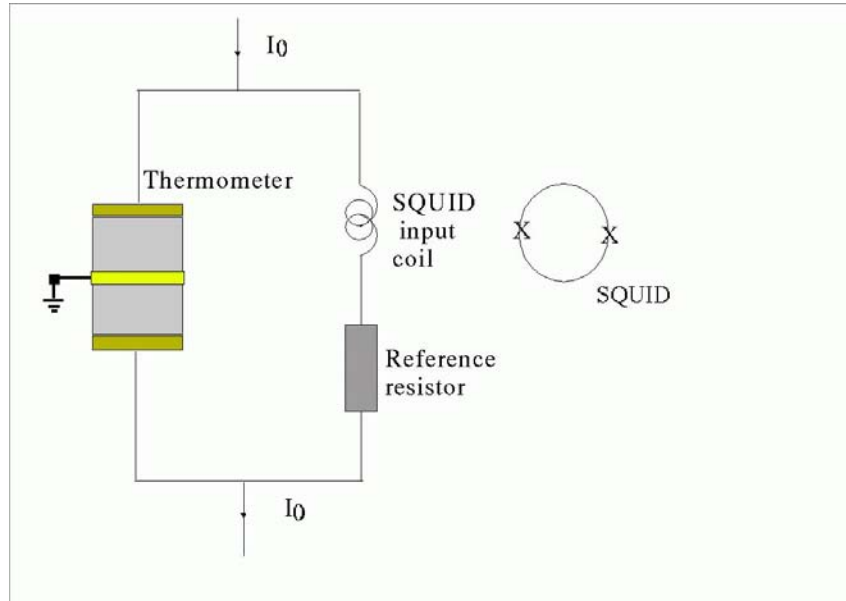 I0
Thermometer
SQUID
input
coil
X
X
SQUID
Reference
resistor
I0